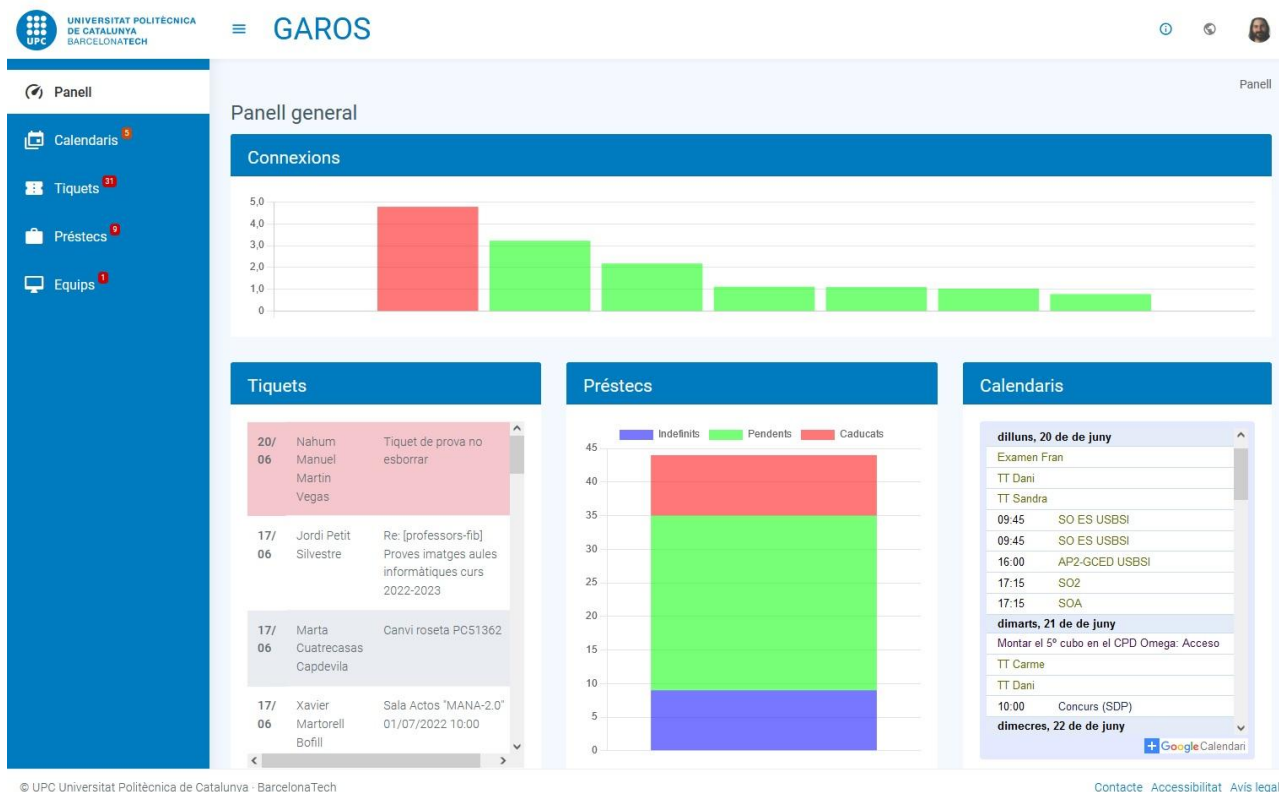 UNIVERSITAT POLITÈCNICA
DE CATALUNYA
BARCELONATECH
UPC
GAROS
Panell
Calendaris 5
Tiquets 31
Préstecs 9
Equips 1
Panell
Panell general
Connexions
5,0
4,0
3,0
2,0
1,0
0
Tiquets
20/
06
Nahum
Manuel
Martin
Vegas
Tiquet de prova no
esborrar
17/
06
Jordi Petit
Silvestre
Re: [professors-fib]
Proves imatges aules
informàtiques curs
2022-2023
17/
06
Marta
Cuatrecasas
Capdevila
Canvi roseta PC51362
17/
06
Xavier
Martorell
Bofill
Sala Actos "MANA-2.0"
01/07/2022 10:00
Préstecs
Indefinits Pendents Caducats
45
40
35
30
25
20
15
10
5
0
Calendaris
dilluns, 20 de de juny
Examen Fran
TT Dani
TT Sandra
09:45 SO ES USBSI
09:45 SO ES USBSI
16:00 AP2-GCED USBSI
17:15 SO2
17:15 SOA
dimarts, 21 de de juny
Montar el 5º cubo en el CPD Omega: Acceso
TT Carme
TT Dani
10:00 Concurs (SDP)
dimecres, 22 de de juny
Google Calendari
© UPC Universitat Politècnica de Catalunya · BarcelonaTech
Contacte Accessibilitat Avís legal